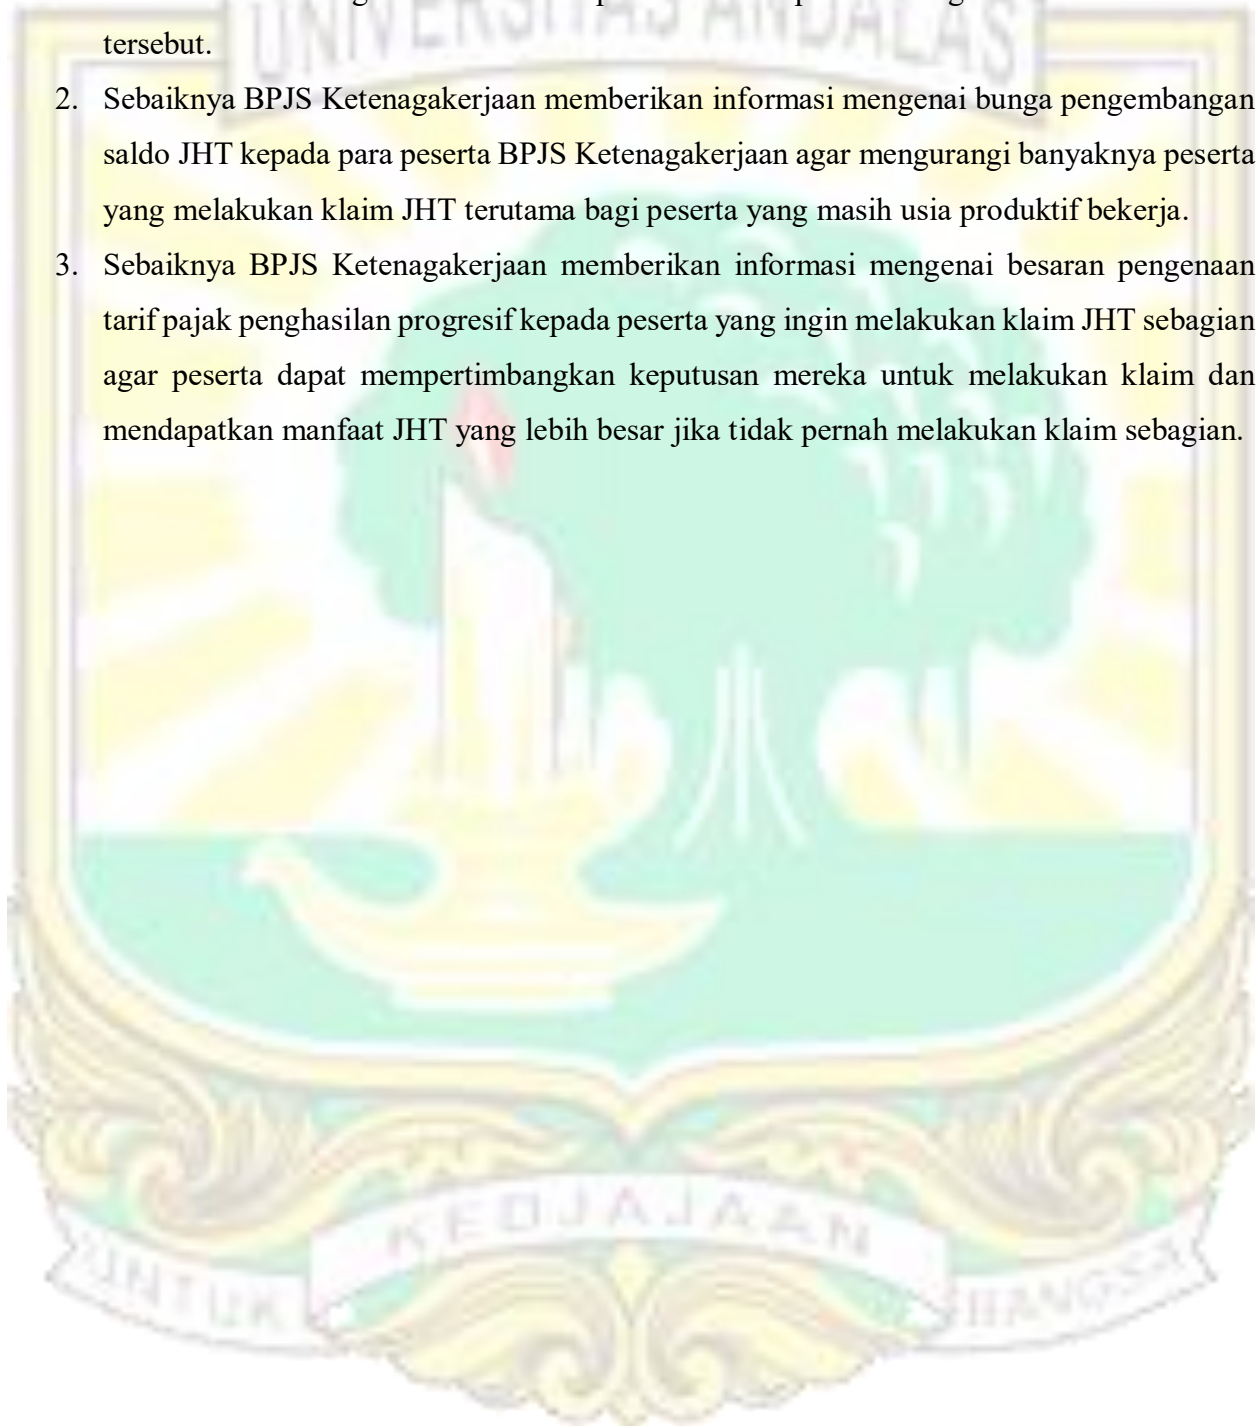 UNIVERSITAS ANDALAS
tersebut.
2. Sebaiknya BPJS Ketenagakerjaan memberikan informasi mengenai bunga pengembangan
saldo JHT kepada para peserta BPJS Ketenagakerjaan agar mengurangi banyaknya peserta
yang melakukan klaim JHT terutama bagi peserta yang masih usia produktif bekerja.
3. Sebaiknya BPJS Ketenagakerjaan memberikan informasi mengenai besaran pengenaan
tarif pajak penghasilan progresif kepada peserta yang ingin melakukan klaim JHT sebagian
agar peserta dapat mempertimbangkan keputusan mereka untuk melakukan klaim dan
mendapatkan manfaat JHT yang lebih besar jika tidak pernah melakukan klaim sebagian.
KEDJAJAAN
UNTUK BANGSA